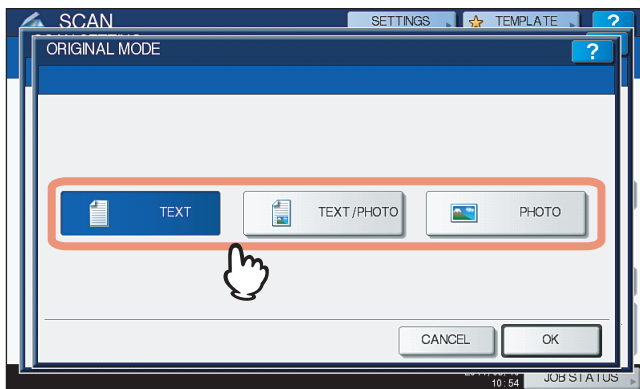 SCAN
SETTINGS
TEMPLATE
?
ORIGINAL MODE
?
TEXT
TEXT/PHOTO
PHOTO
CANCEL
OK
10:54
JOB STATUS